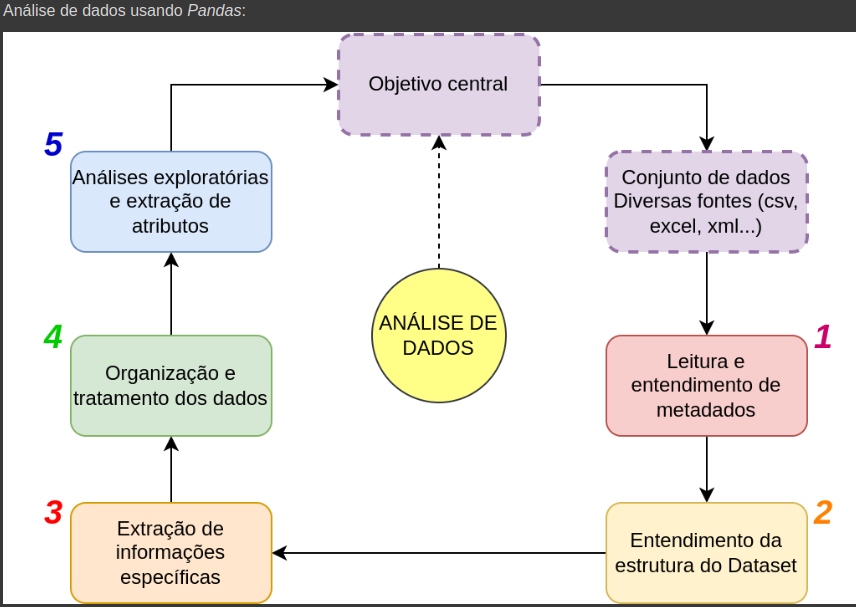 Análise de dados usando Pandas:
Objetivo central
Conjunto de dados
Diversas fontes (csv,
excel, xml...)
1
Leitura e
entendimento de
metadados
2
Entendimento da
estrutura do Dataset
3
Extração de
informações
específicas
4
Organização e
tratamento dos dados
5
Análises exploratórias
e extração de
atributos
ANÁLISE DE
DADOS